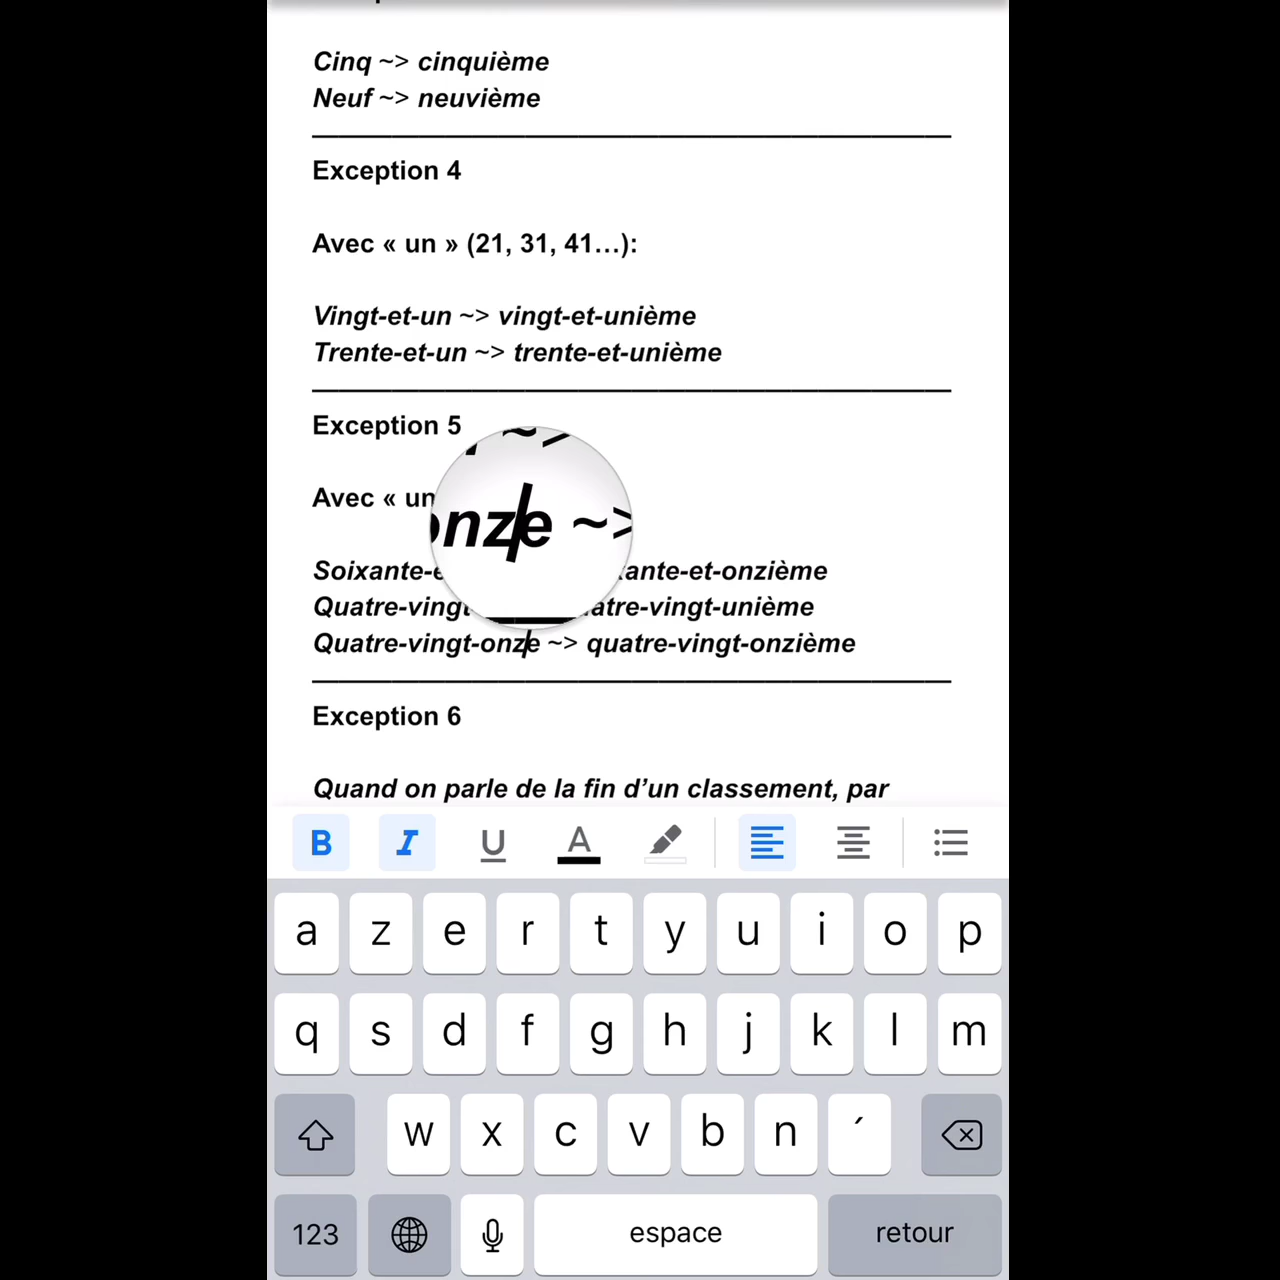 Cinq ~> cinquième
Neuf ~> neuvième
Exception 4
Avec « un » (21, 31, 41…):
Vingt-et-un ~> vingt-et-unième
Trente-et-un ~> trente-et-unième
Exception 5
Avec « un
onze ~>
Soixante-e xante-et-onzième
Quatre-vingt- atre-vingt-unième
Quatre-vingt-onze ~> quatre-vingt-onzième
Exception 6
Quand on parle de la fin d’un classement, par
B I U A
a z e r t y u i o p
q s d f g h j k l m
w x c v b n ´
123 espace retour